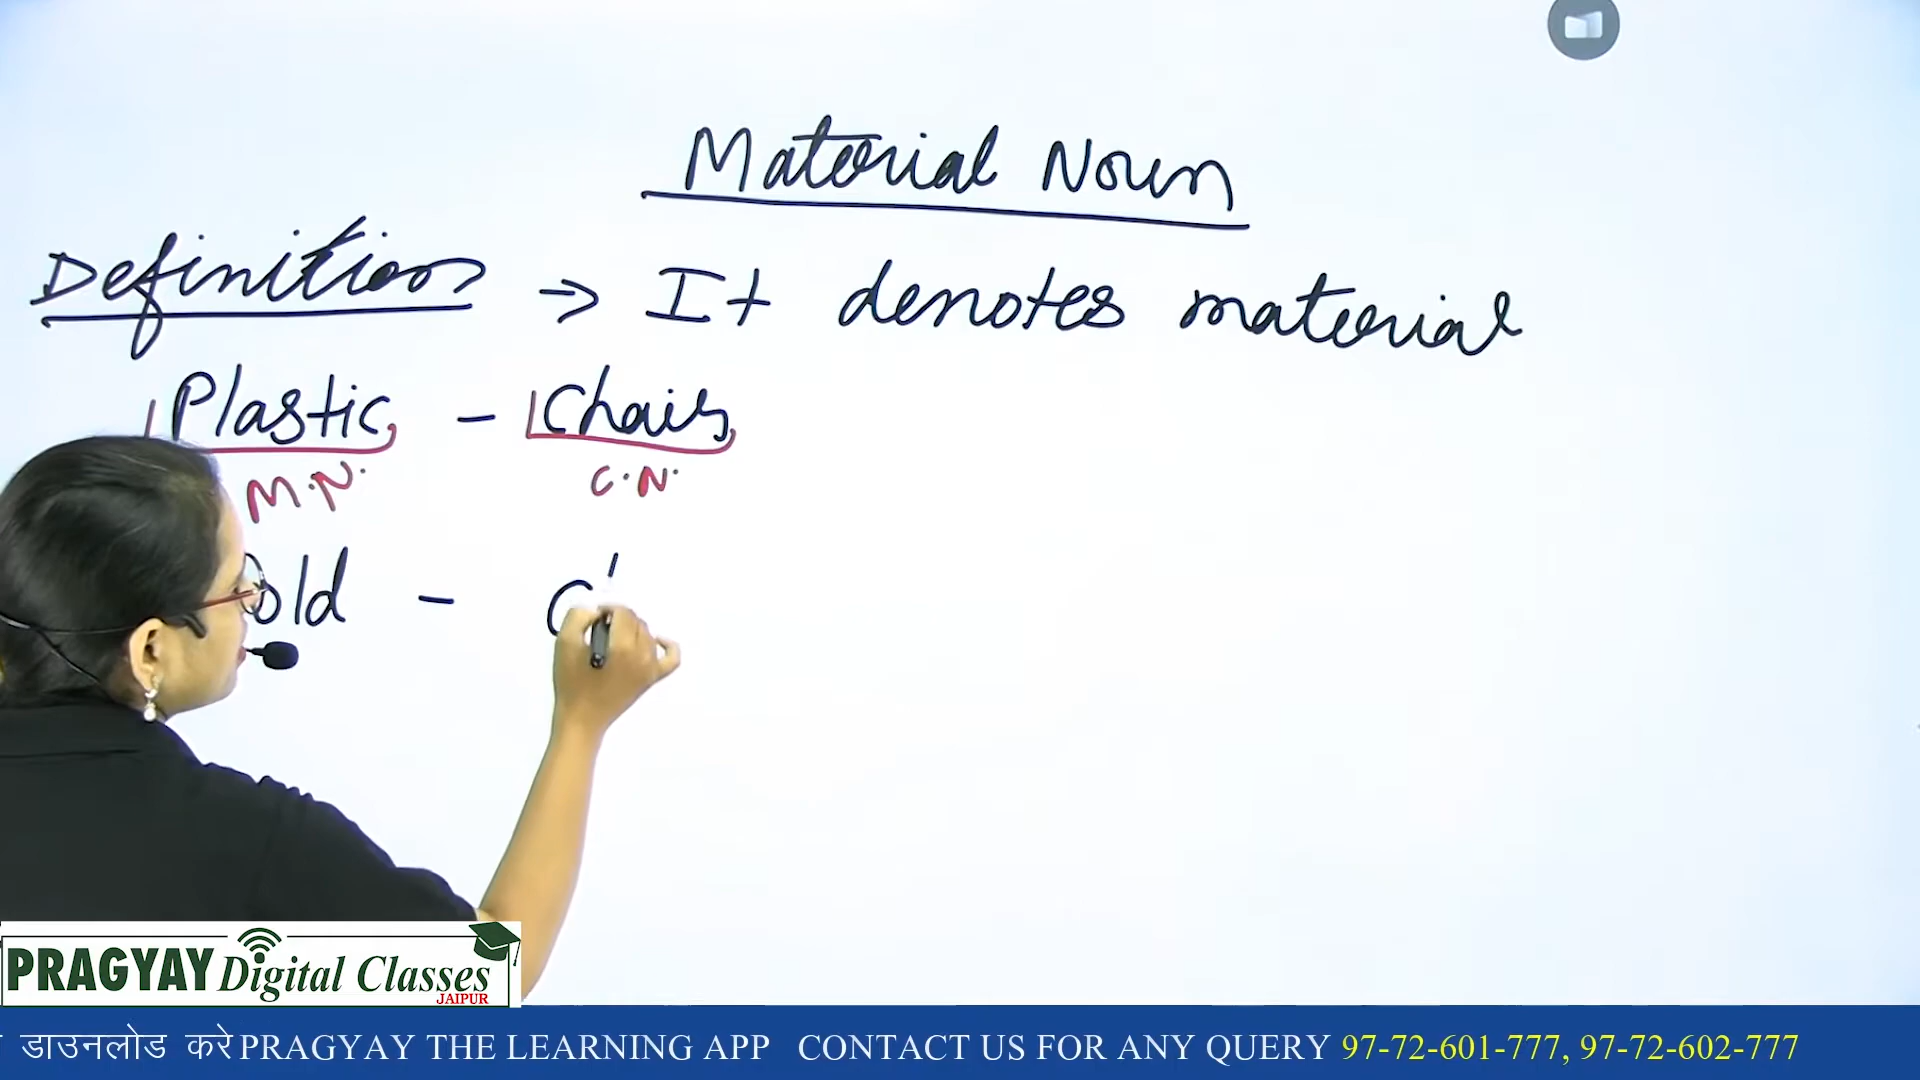 Material Noun
Definition → It denotes material
Plastic - Chairs
M.N. C.N.
old -
PRAGYAY Digital Classes
JAIPUR
डाउनलोड करे PRAGYAY THE LEARNING APP CONTACT US FOR ANY QUERY 97-72-601-777, 97-72-602-777